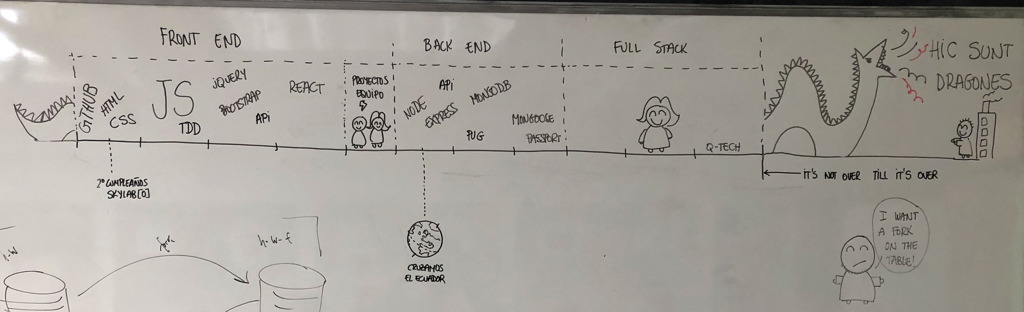 FRONT END
BACK END
FULL STACK
HiC SUNT
DRAGONES
GITHUB
HTML
CSS
JS
TDD
jQUERY
BOOTSTRAP
APi
REACT
PROYECTOS
EQUIPO
NODE
EXPRESS
APi
MONGODB
PUG
MONGOOSE
PASSPORT
Q-TECH
IT'S NOT OVER TILL IT'S OVER
2º CUMPLEAÑOS
SKYLAB[0]
CRUZAMOS
EL ECUADOR
I WANT
A FORK
ON THE
TABLE!
h-w
h-w-f